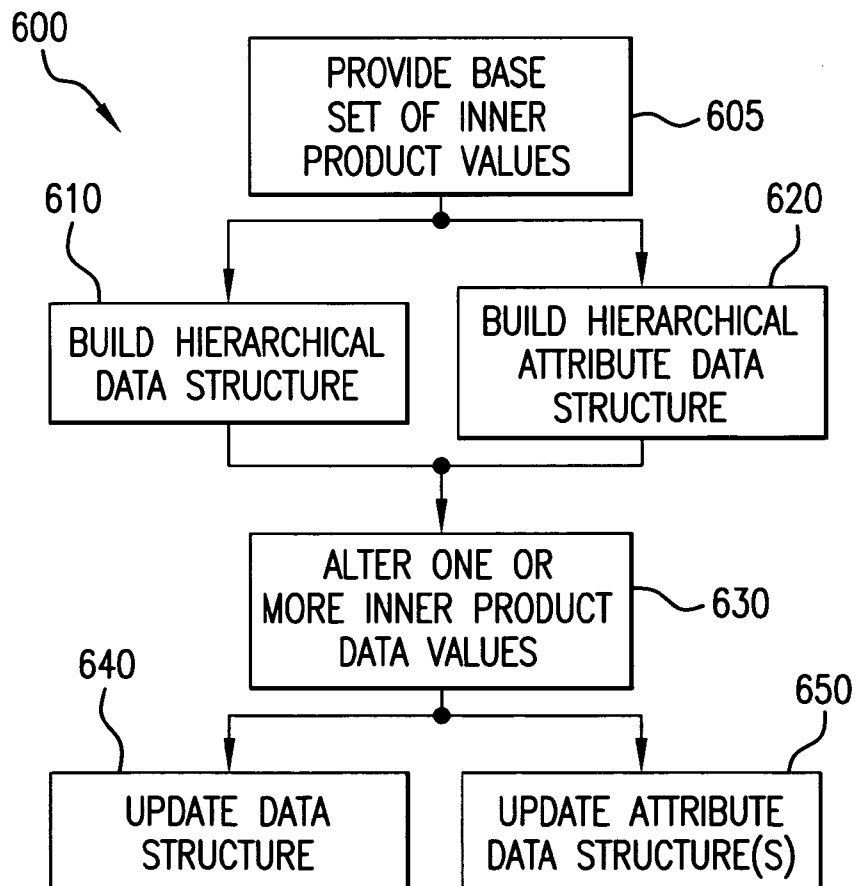 600
PROVIDE BASE
SET OF INNER
PRODUCT VALUES
605
610
620
BUILD HIERARCHICAL
DATA STRUCTURE
BUILD HIERARCHICAL
ATTRIBUTE DATA
STRUCTURE
ALTER ONE OR
MORE INNER PRODUCT
DATA VALUES
630
640
650
UPDATE DATA
STRUCTURE
UPDATE ATTRIBUTE
DATA STRUCTURE(S)